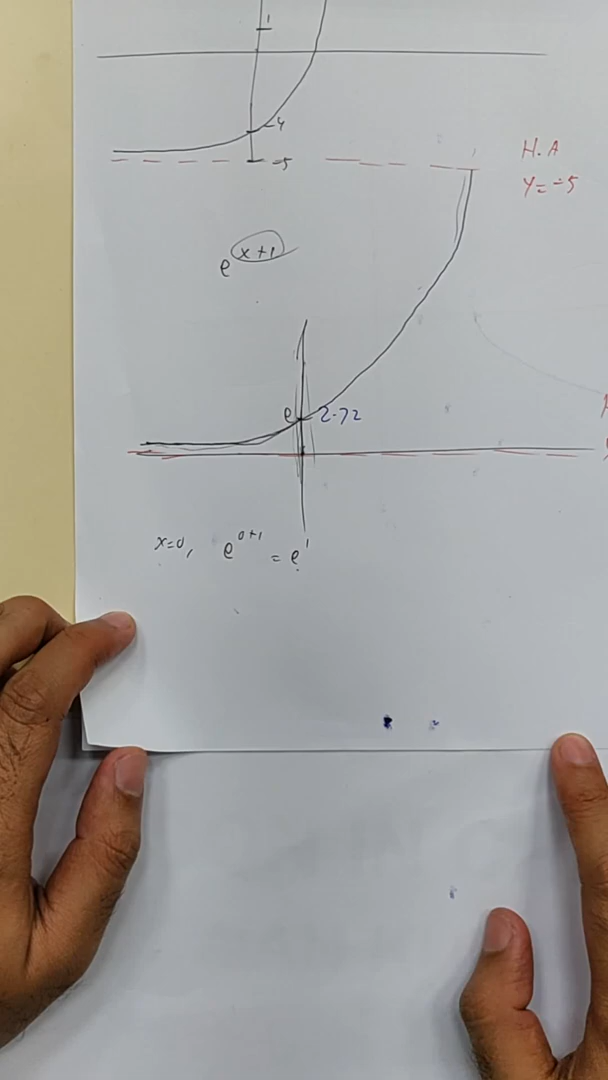 1
-4
-5
H.A
y=-5
e^{x+1}
e 2.72
x=0, e^{0+1} = e^1